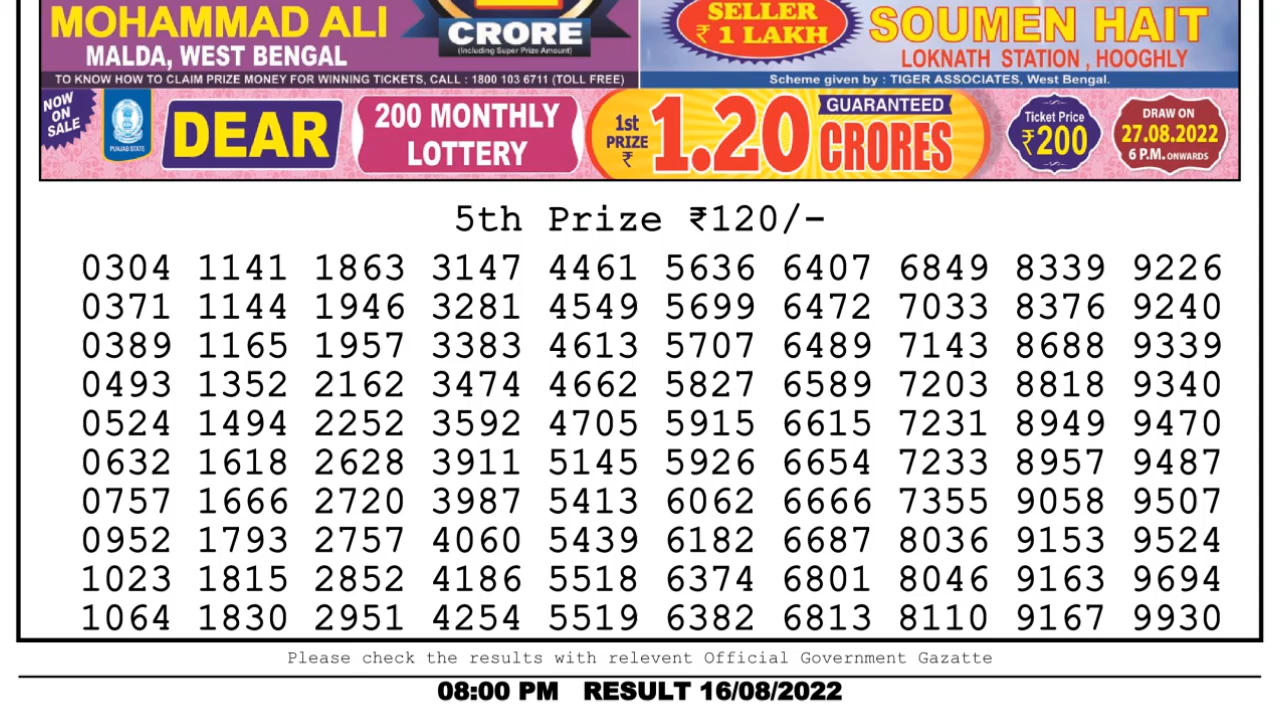 MOHAMMAD ALI
MALDA, WEST BENGAL
CRORE
(Including Super Prize Amount)
SELLER
₹ 1 LAKH
SOUMEN HAIT
LOKNATH STATION , HOOGHLY
TO KNOW HOW TO CLAIM PRIZE MONEY FOR WINNING TICKETS, CALL : 1800 103 6711 (TOLL FREE)
Scheme given by : TIGER ASSOCIATES, West Bengal.
NOW
ON
SALE
PUNJAB STATE
DEAR
200 MONTHLY
LOTTERY
1st
PRIZE
₹
1.20
GUARANTEED
CRORES
Ticket Price
₹200
DRAW ON
27.08.2022
6 P.M. ONWARDS
5th Prize ₹120/-
0304 1141 1863 3147 4461 5636 6407 6849 8339 9226
0371 1144 1946 3281 4549 5699 6472 7033 8376 9240
0389 1165 1957 3383 4613 5707 6489 7143 8688 9339
0493 1352 2162 3474 4662 5827 6589 7203 8818 9340
0524 1494 2252 3592 4705 5915 6615 7231 8949 9470
0632 1618 2628 3911 5145 5926 6654 7233 8957 9487
0757 1666 2720 3987 5413 6062 6666 7355 9058 9507
0952 1793 2757 4060 5439 6182 6687 8036 9153 9524
1023 1815 2852 4186 5518 6374 6801 8046 9163 9694
1064 1830 2951 4254 5519 6382 6813 8110 9167 9930
Please check the results with relevent Official Government Gazatte
08:00 PM RESULT 16/08/2022